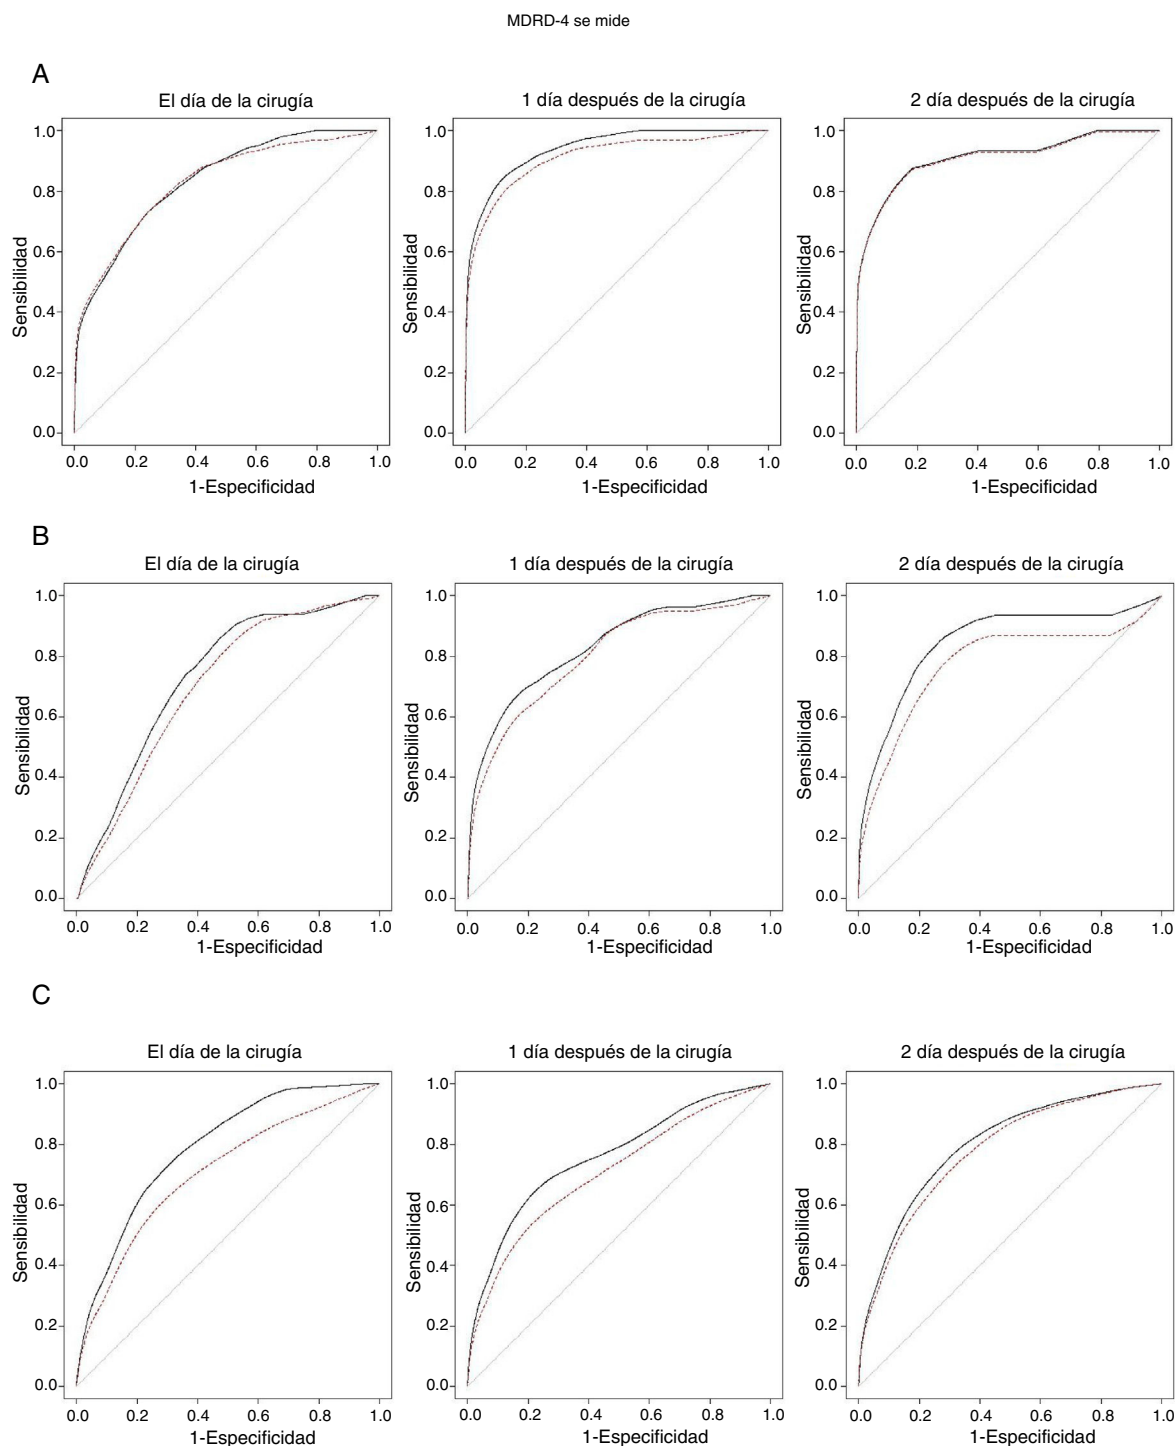 MDRD-4 se mide
A
El día de la cirugía
1 día después de la cirugía
2 día después de la cirugía
Sensibilidad
1.0
0.8
0.6
0.4
0.2
0.0
0.0 0.2 0.4 0.6 0.8 1.0
1-Especificidad
Sensibilidad
1.0
0.8
0.6
0.4
0.2
0.0
0.0 0.2 0.4 0.6 0.8 1.0
1-Especificidad
Sensibilidad
1.0
0.8
0.6
0.4
0.2
0.0
0.0 0.2 0.4 0.6 0.8 1.0
1-Especificidad
B
El día de la cirugía
1 día después de la cirugía
2 día después de la cirugía
Sensibilidad
1.0
0.8
0.6
0.4
0.2
0.0
0.0 0.2 0.4 0.6 0.8 1.0
1-Especificidad
Sensibilidad
1.0
0.8
0.6
0.4
0.2
0.0
0.0 0.2 0.4 0.6 0.8 1.0
1-Especificidad
Sensibilidad
1.0
0.8
0.6
0.4
0.2
0.0
0.0 0.2 0.4 0.6 0.8 1.0
1-Especificidad
C
El día de la cirugía
1 día después de la cirugía
2 día después de la cirugía
Sensibilidad
1.0
0.8
0.6
0.4
0.2
0.0
0.0 0.2 0.4 0.6 0.8 1.0
1-Especificidad
Sensibilidad
1.0
0.8
0.6
0.4
0.2
0.0
0.0 0.2 0.4 0.6 0.8 1.0
1-Especificidad
Sensibilidad
1.0
0.8
0.6
0.4
0.2
0.0
0.0 0.2 0.4 0.6 0.8 1.0
1-Especificidad